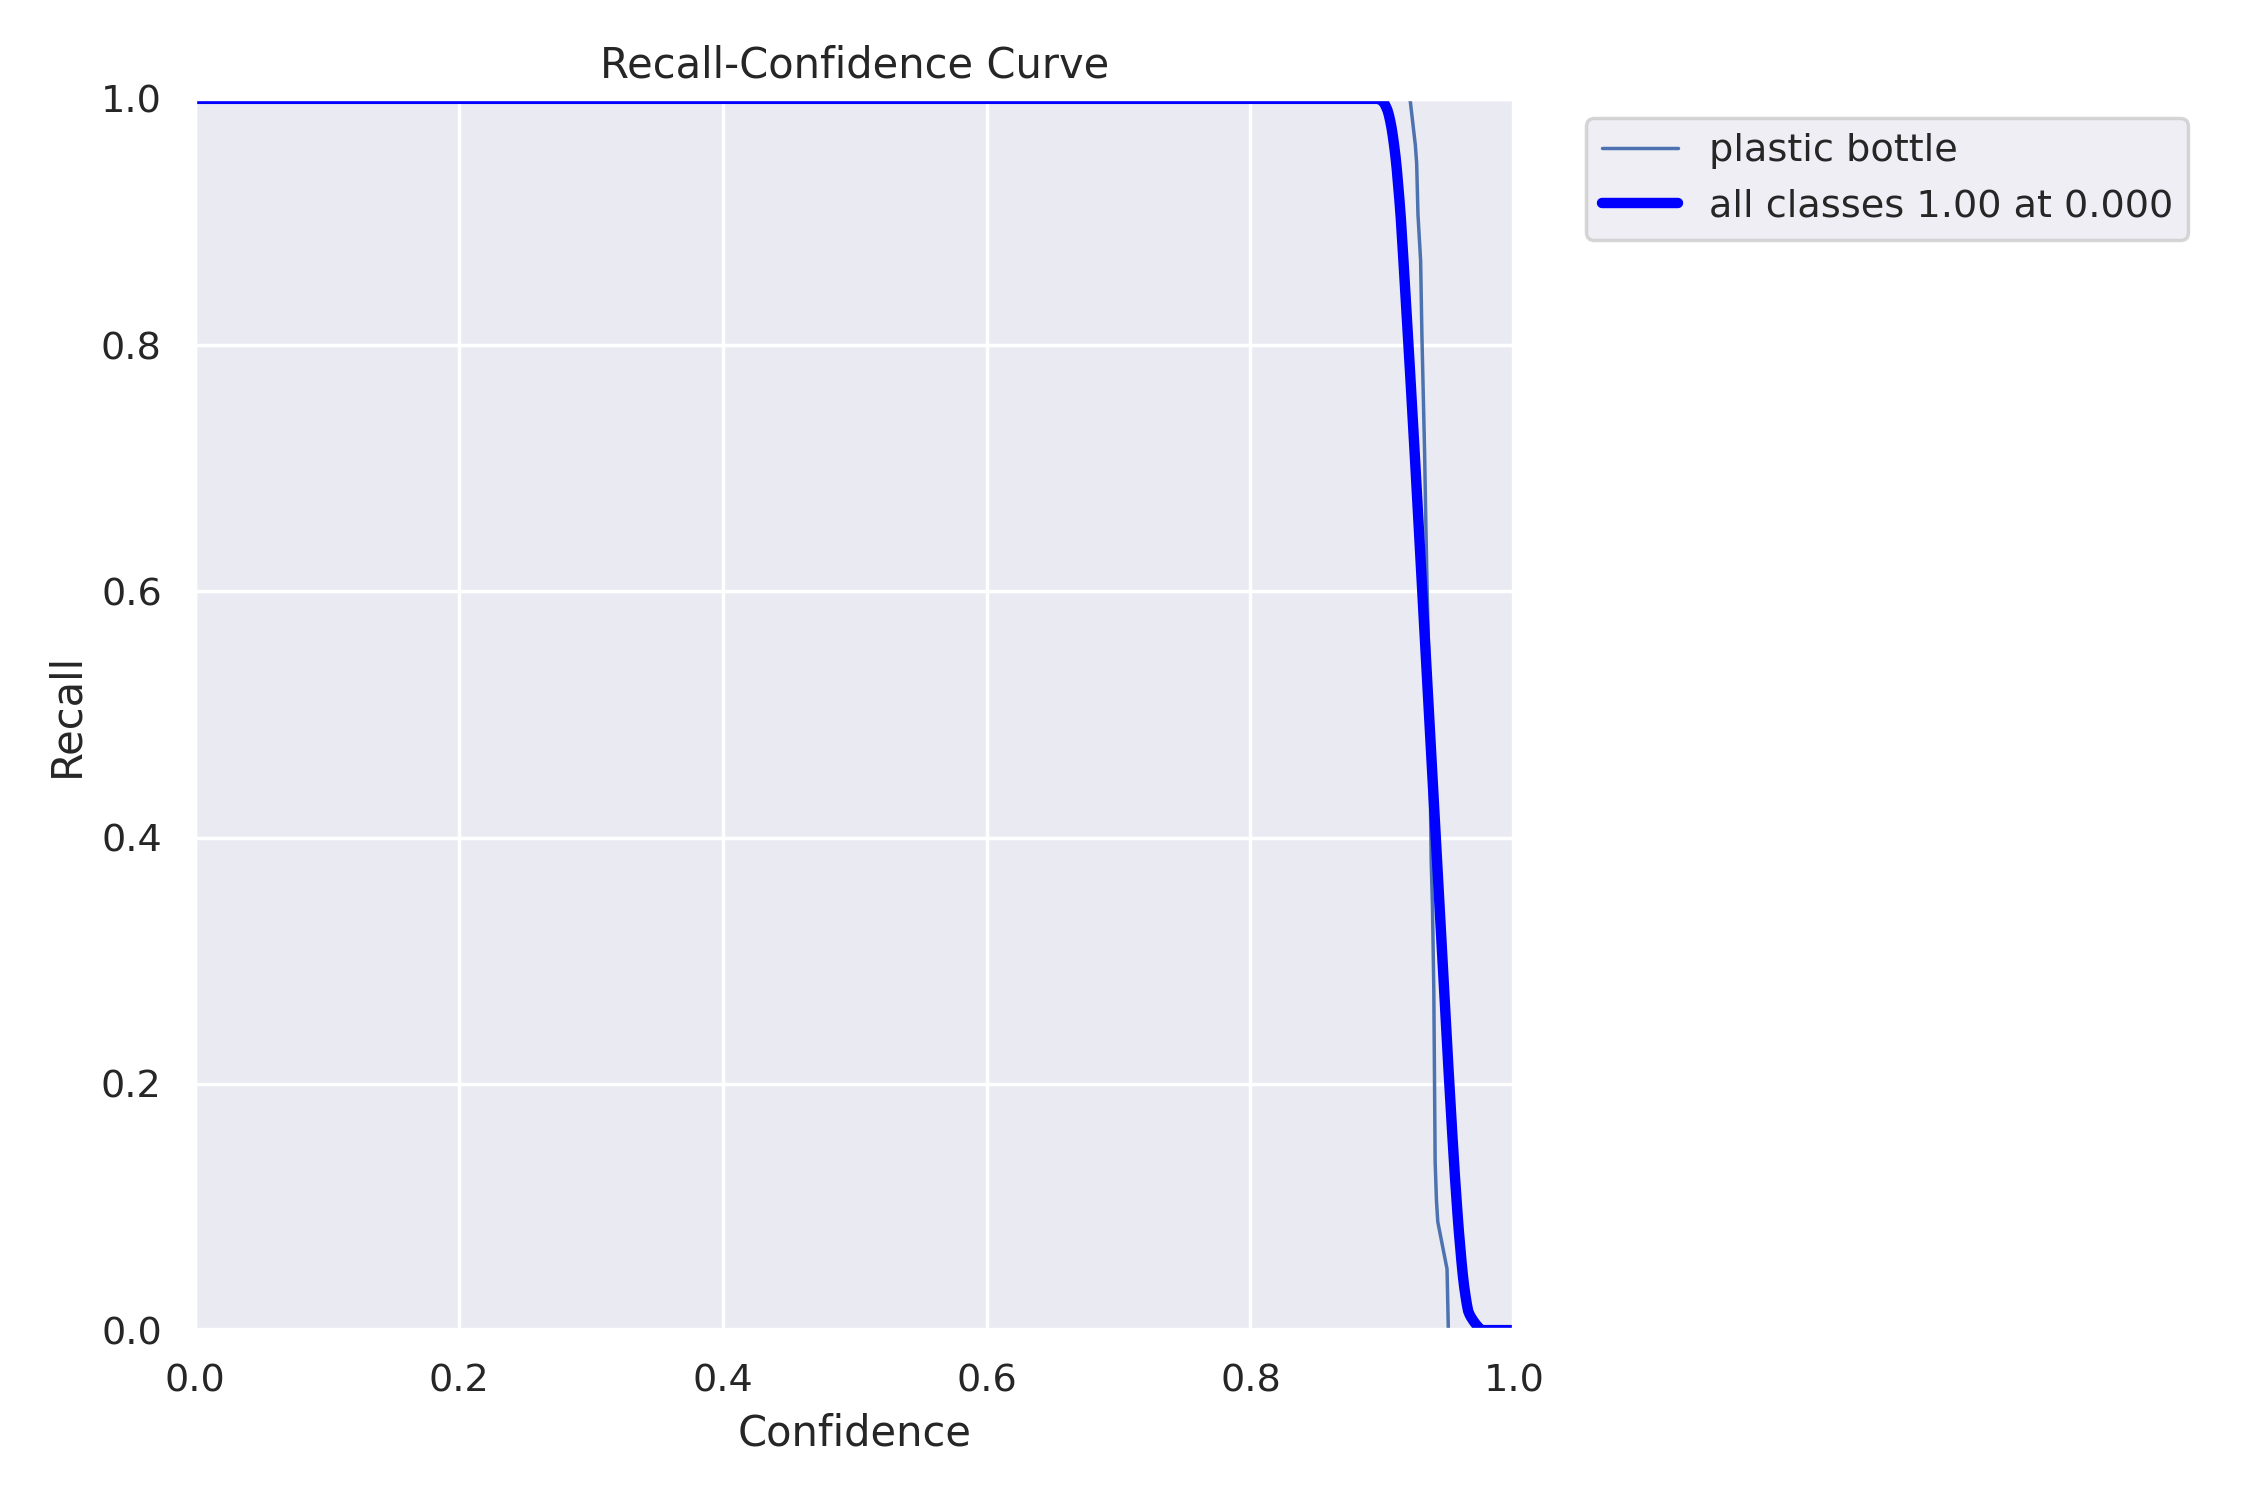 Recall-Confidence Curve
1.0
0.8
0.6
0.4
0.2
0.0
Recall
0.0 0.2 0.4 0.6 0.8 1.0
Confidence
plastic bottle
all classes 1.00 at 0.000